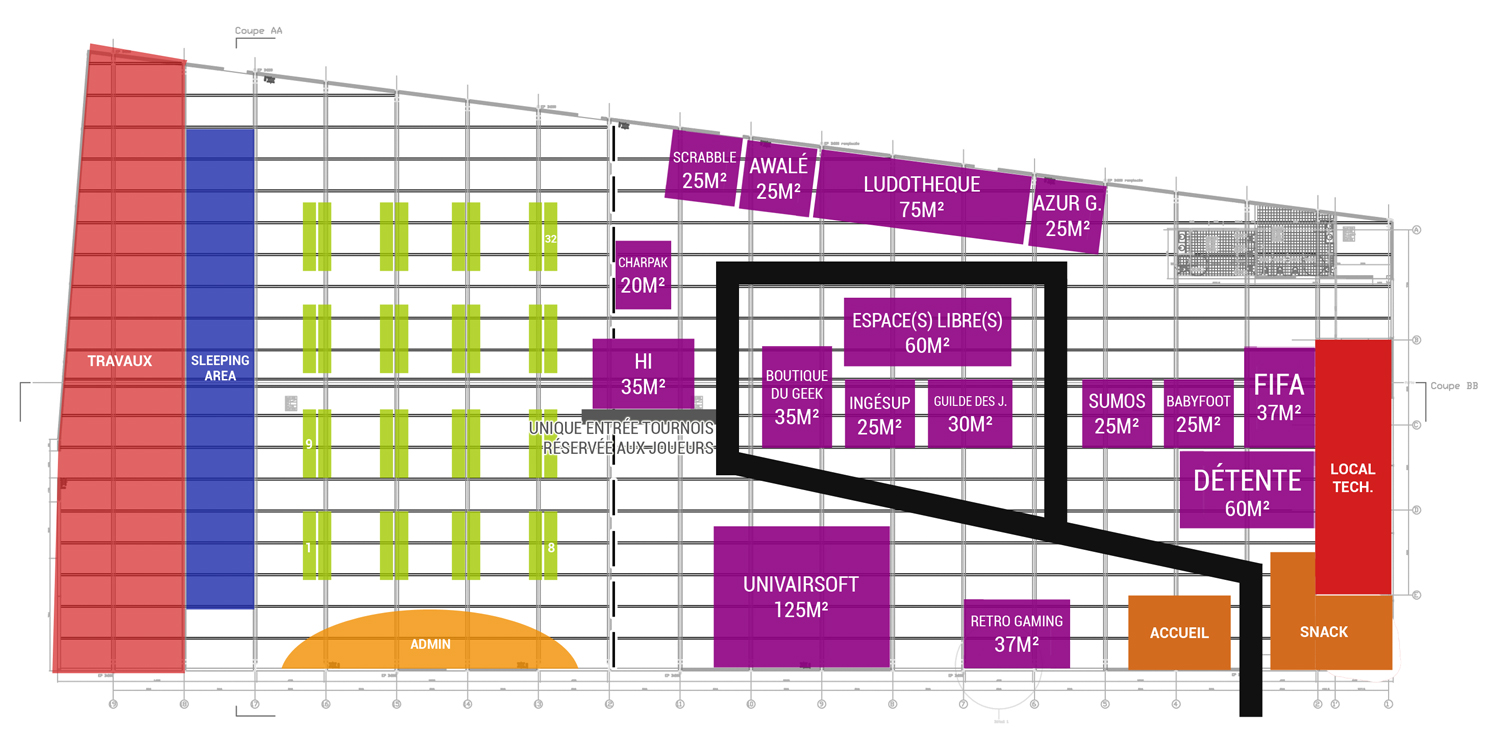 Coupe AA
SCRABBLE
25M²
AWALÉ
25M²
LUDOTHEQUE
75M²
AZUR G.
25M²
32
CHARPAK
20M²
ESPACE(S) LIBRE(S)
60M²
TRAVAUX
SLEEPING
AREA
HI
35M²
BOUTIQUE
DU GEEK
35M²
INGÉSUP
25M²
GUILDE DES J.
30M²
SUMOS
25M²
BABYFOOT
25M²
FIFA
37M²
Coupe BB
UNIQUE ENTRÉE TOURNOIS
RÉSERVÉE AUX JOUEURS
9
DÉTENTE
60M²
LOCAL
TECH.
1
8
UNIVAIRSOFT
125M²
RETRO GAMING
37M²
ACCUEIL
SNACK
ADMIN